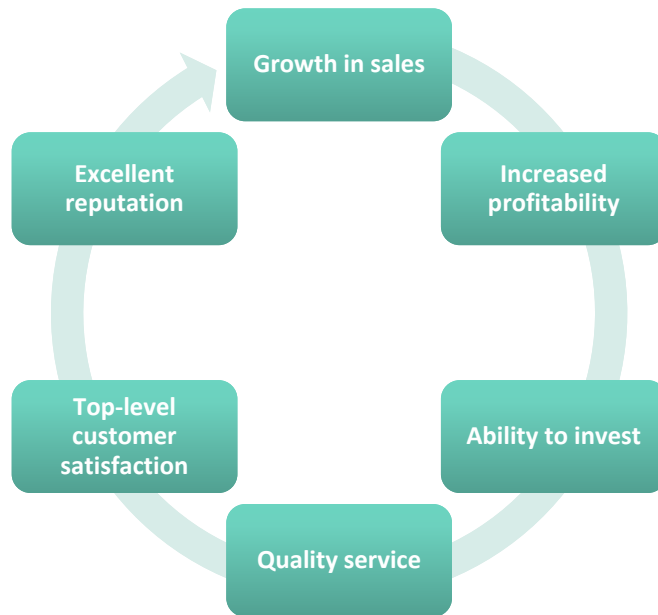 Growth in sales
Increased
profitability
Ability to invest
Quality service
Top-level
customer
satisfaction
Excellent
reputation